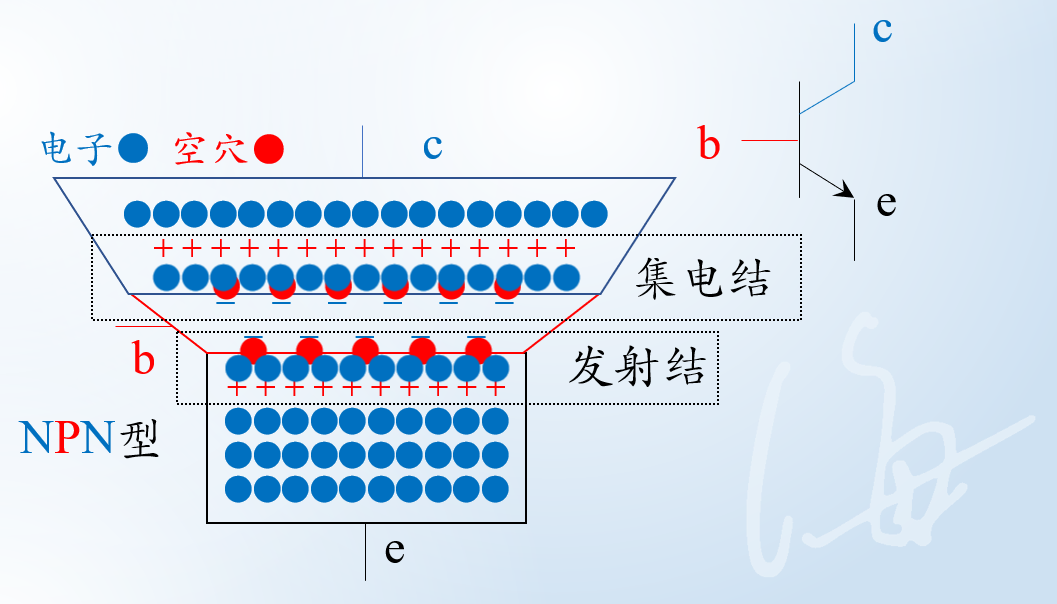 c
b
e
电子 空穴
c
+ + + + + + + + + + + + + + +
集电结
— — — — — —
b
— — — — —
发射结
+ + + + + + + + + +
NPN型
e